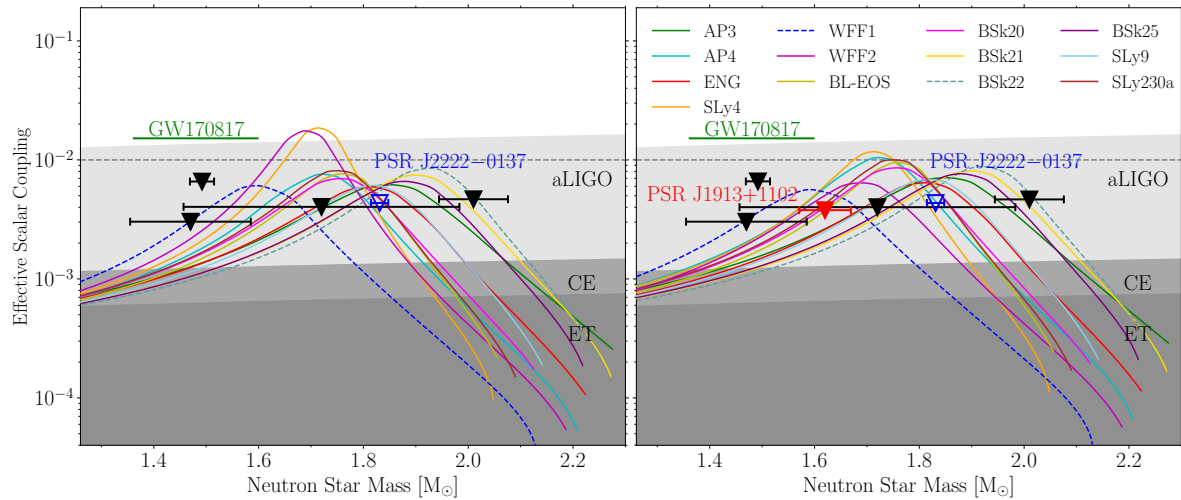 Effective Scalar Coupling
10⁻¹
10⁻²
10⁻³
10⁻⁴
GW170817
PSR J2222−0137
aLIGO
CE
ET
1.4 1.6 1.8 2.0 2.2
Neutron Star Mass [M⊙]
AP3 WFF1 BSk20 BSk25
AP4 WFF2 BSk21 SLy9
ENG BL-EOS BSk22 SLy230a
SLy4
GW170817
PSR J2222−0137
aLIGO
PSR J1913+1102
CE
ET
1.4 1.6 1.8 2.0 2.2
Neutron Star Mass [M⊙]